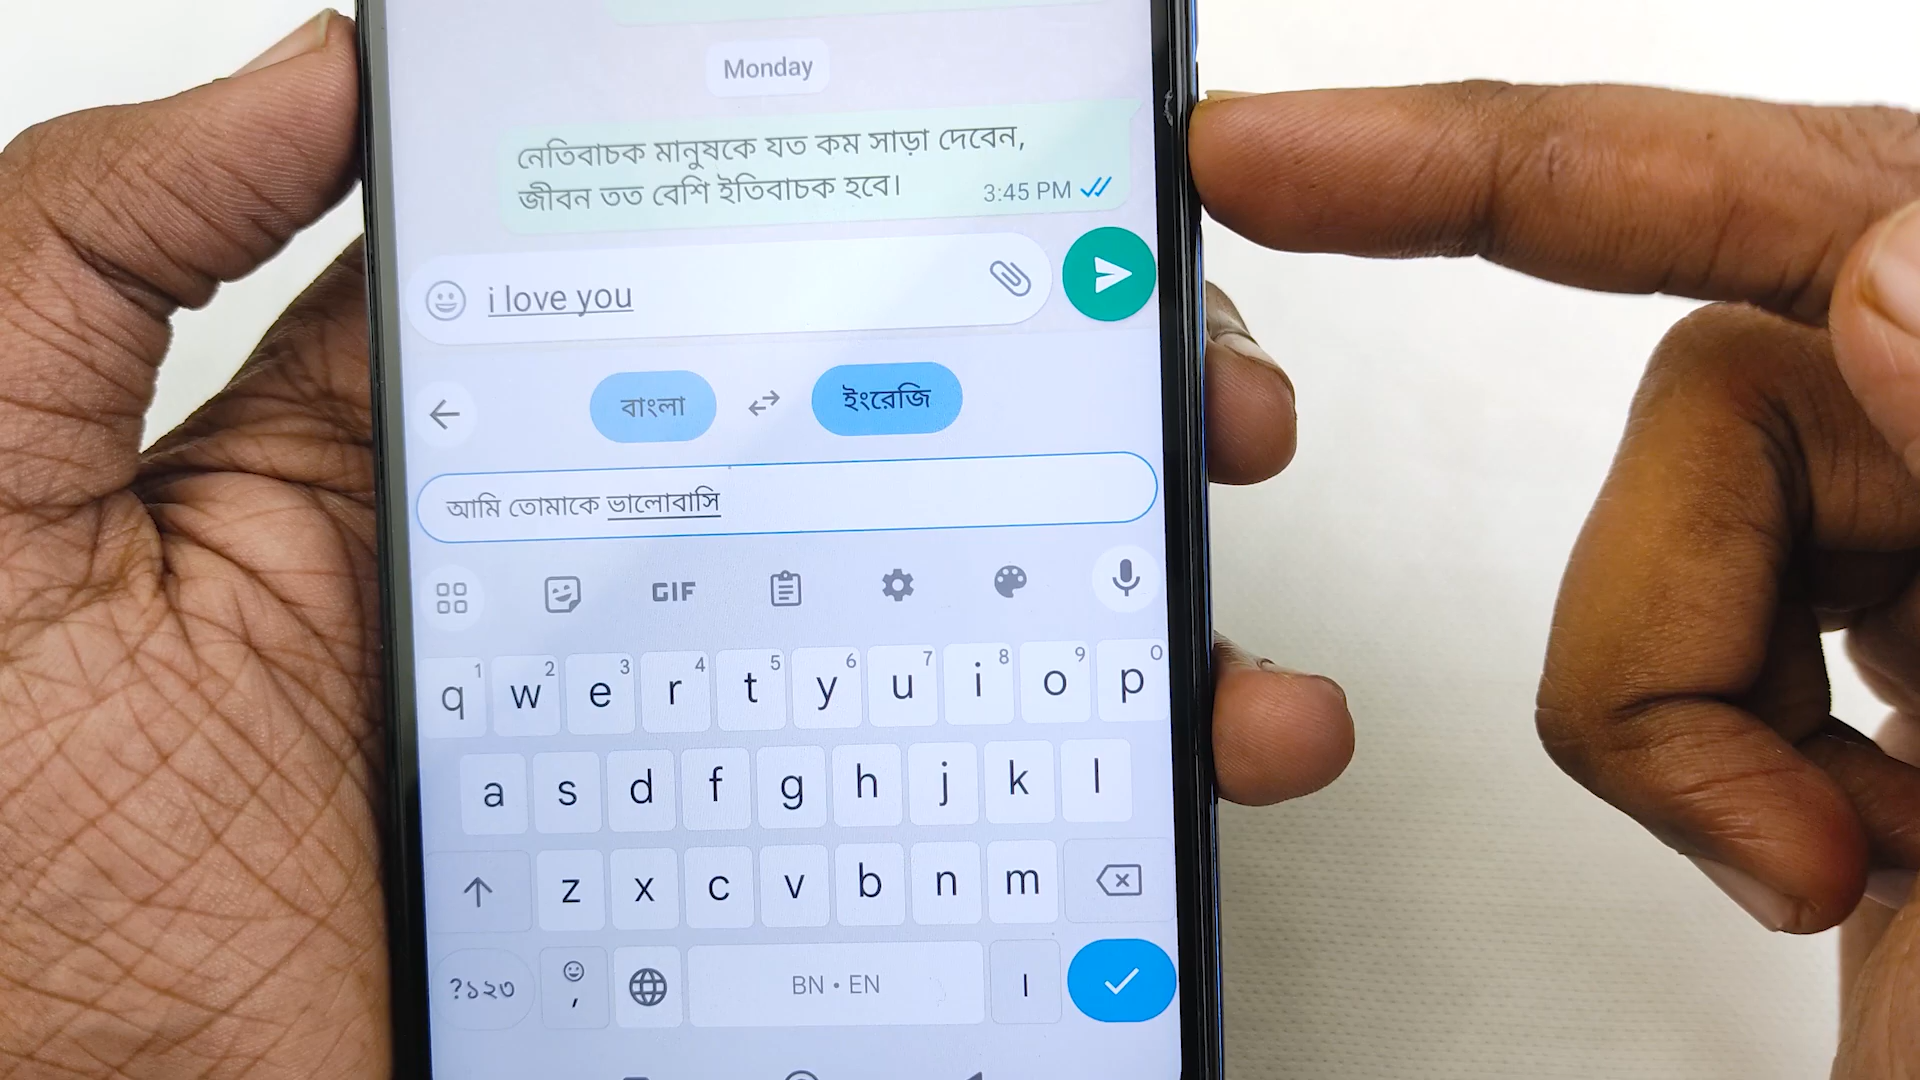 Monday
নেতিবাচক মানুষকে যত কম সাড়া দেবেন,
জীবন তত বেশি ইতিবাচক হবে।
3:45 PM
i love you
বাংলা
ইংরেজি
আমি তোমাকে ভালোবাসি
GIF
1 2 3 4 5 6 7 8 9 0
q w e r t y u i o p
a s d f g h j k l
z x c v b n m
?১২৩ , BN • EN ।